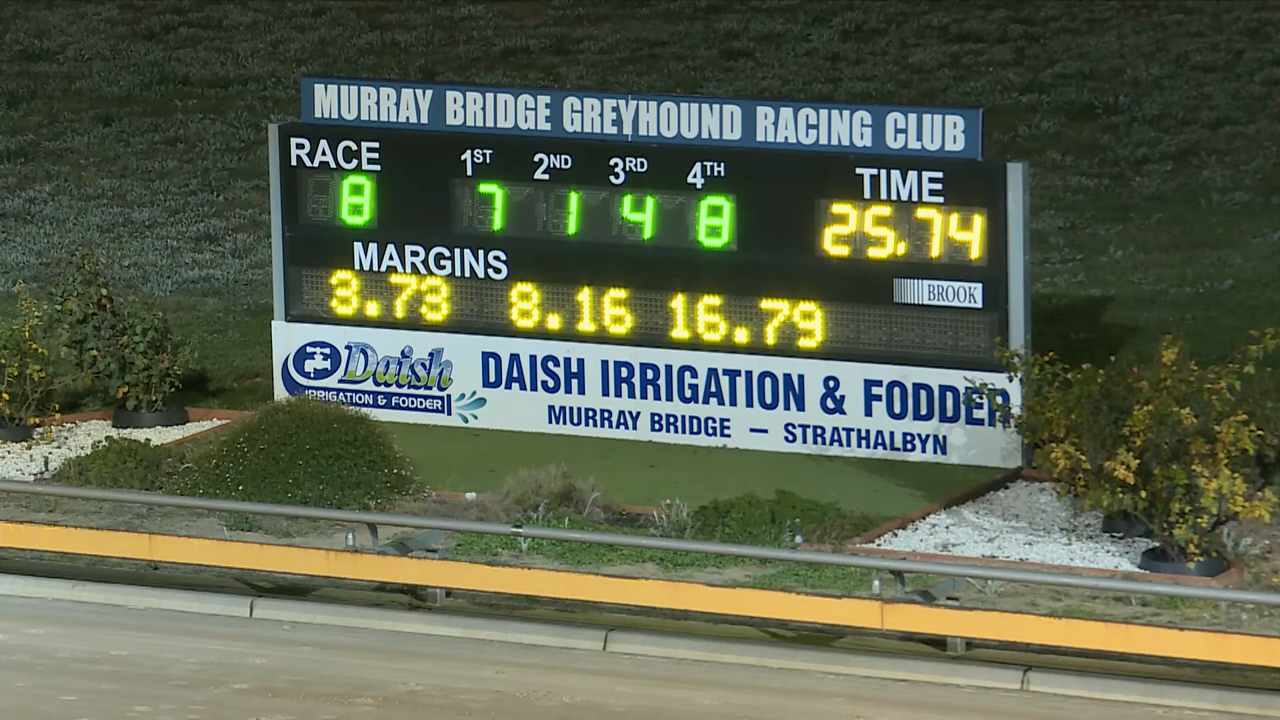 MURRAY BRIDGE GREYHOUND RACING CLUB
RACE 1ST 2ND 3RD 4TH TIME
8 7 1 4 8 25.74
MARGINS
BROOK
3.73 8.16 16.79
Daish
IRRIGATION & FODDER
DAISH IRRIGATION & FODDER
MURRAY BRIDGE — STRATHALBYN